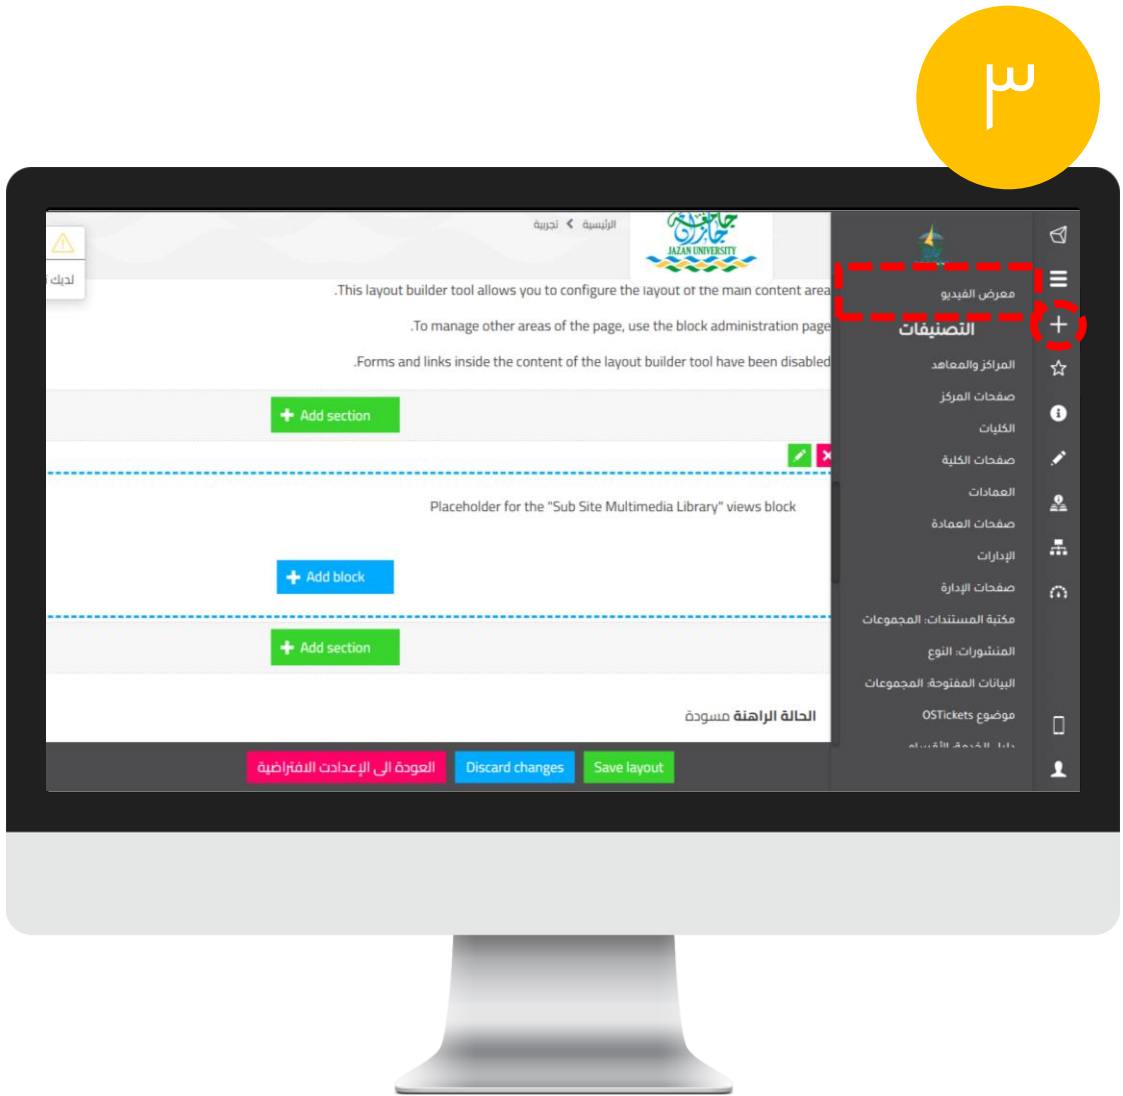 ٣
معرض الفيديو
التصنيفات
المراكز والمعاهد
صفحات المركز
الكليات
صفحات الكلية
العمادات
صفحات العمادة
الإدارات
صفحات الإدارة
مكتبة المستندات: المجموعات
المنشورات: النوع
البيانات المفتوحة: المجموعات
موضوع OSTickets
جامعة جازان
JAZAN UNIVERSITY
الرئيسية > تجريبة
لديك
.This layout builder tool allows you to configure the layout of the main content area
.To manage other areas of the page, use the block administration page
.Forms and links inside the content of the layout builder tool have been disabled
+ Add section
Placeholder for the "Sub Site Multimedia Library" views block
+ Add block
+ Add section
الحالة الراهنة مسودة
Save layout
Discard changes
العودة الى الإعدادت الافتراضية